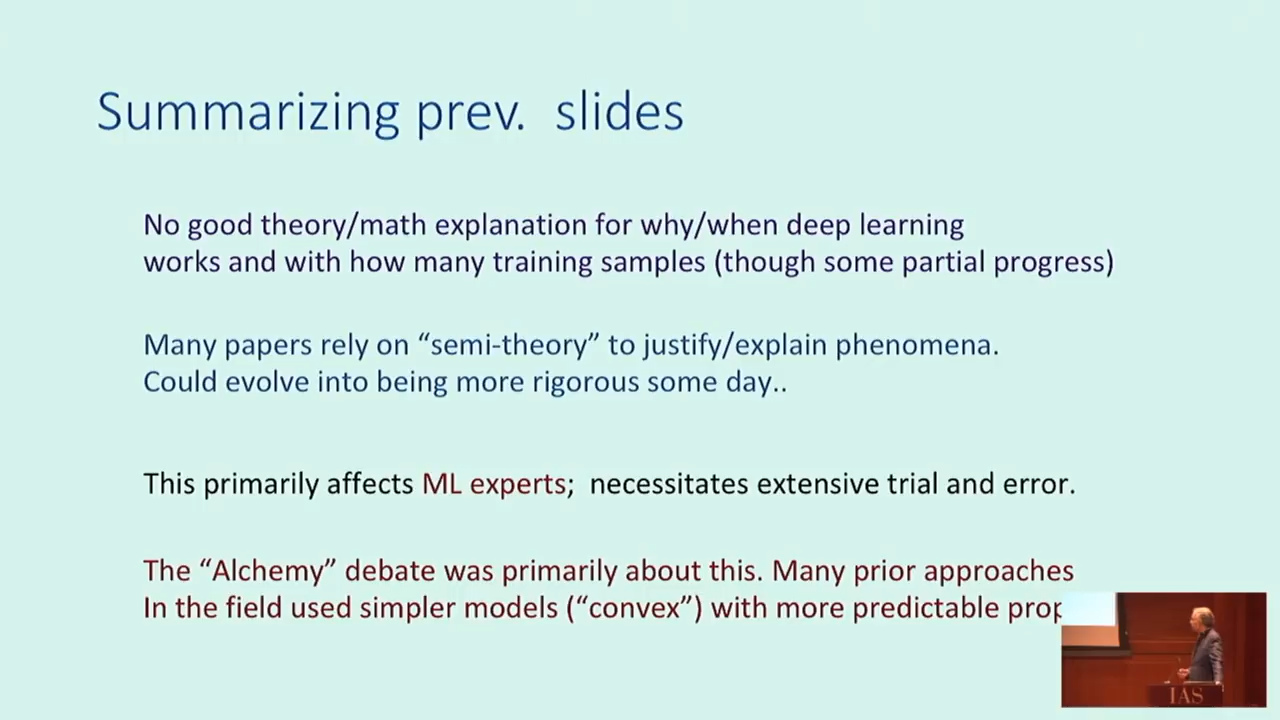 Summarizing prev. slides
No good theory/math explanation for why/when deep learning
works and with how many training samples (though some partial progress)
Many papers rely on “semi-theory” to justify/explain phenomena.
Could evolve into being more rigorous some day..
This primarily affects ML experts; necessitates extensive trial and error.
The “Alchemy” debate was primarily about this. Many prior approaches
In the field used simpler models (“convex”) with more predictable
IAS